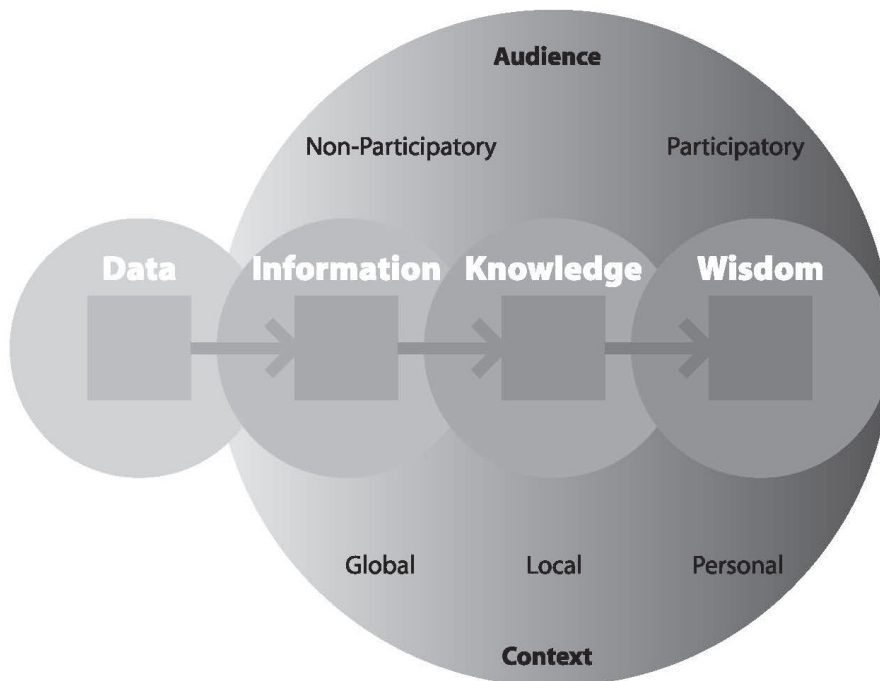 Audience
Non-Participatory Participatory
Data Information Knowledge Wisdom
Global Local Personal
Context